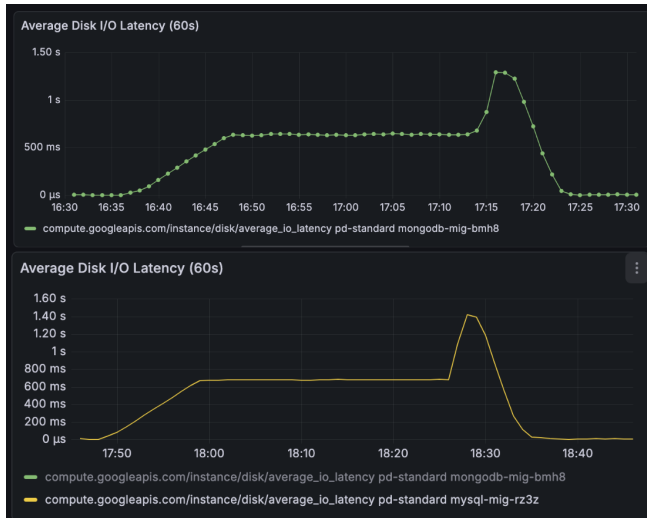 Average Disk I/O Latency (60s)
1.50 s
1 s
500 ms
0 µs
16:30 16:35 16:40 16:45 16:50 16:55 17:00 17:05 17:10 17:15 17:20 17:25 17:30
compute.googleapis.com/instance/disk/average_io_latency pd-standard mongodb-mig-bmh8
Average Disk I/O Latency (60s)
1.60 s
1.40 s
1.20 s
1 s
800 ms
600 ms
400 ms
200 ms
0 µs
17:50 18:00 18:10 18:20 18:30 18:40
compute.googleapis.com/instance/disk/average_io_latency pd-standard mongodb-mig-bmh8
compute.googleapis.com/instance/disk/average_io_latency pd-standard mysql-mig-rz3z